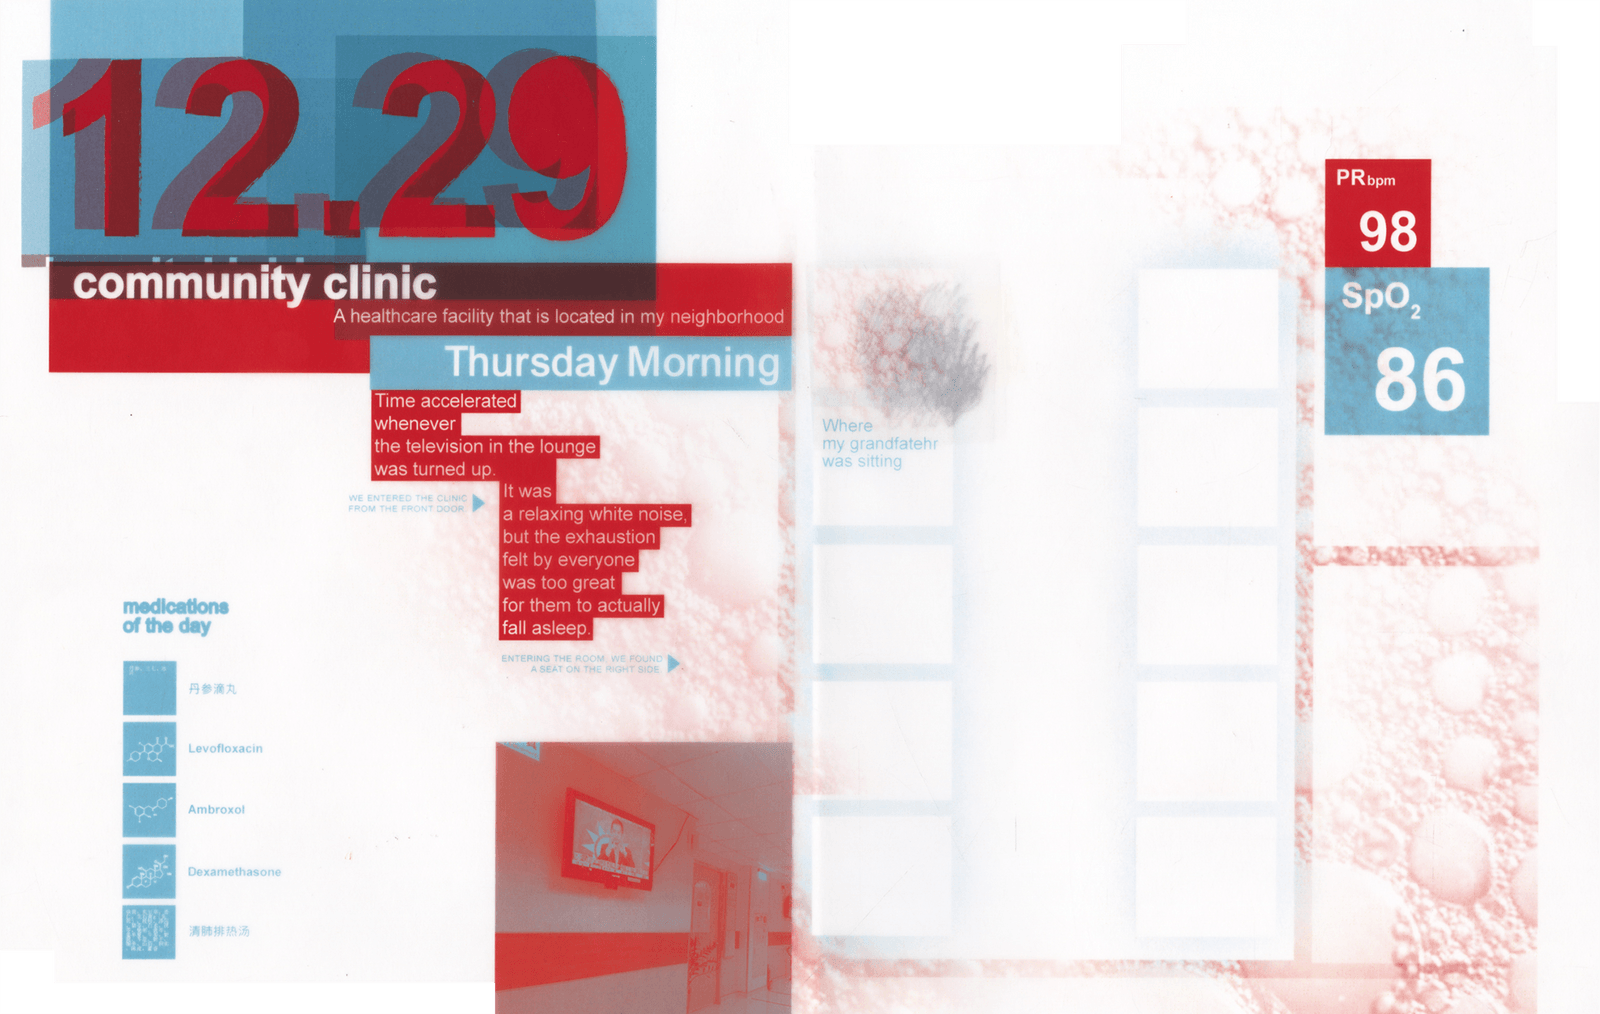 12.29
community clinic
A healthcare facility that is located in my neighborhood
Thursday Morning
Time accelerated
whenever
the television in the lounge
was turned up.
WE ENTERED THE CLINIC
FROM THE FRONT DOOR
It was
a relaxing white noise,
but the exhaustion
felt by everyone
was too great
for them to actually
fall asleep.
ENTERING THE ROOM, WE FOUND
A SEAT ON THE RIGHT SIDE.
medications
of the day
丹参滴丸
Levofloxacin
Ambroxol
Dexamethasone
清肺排热汤
Where
my grandfatehr
was sitting
PR bpm
98
SpO2
86